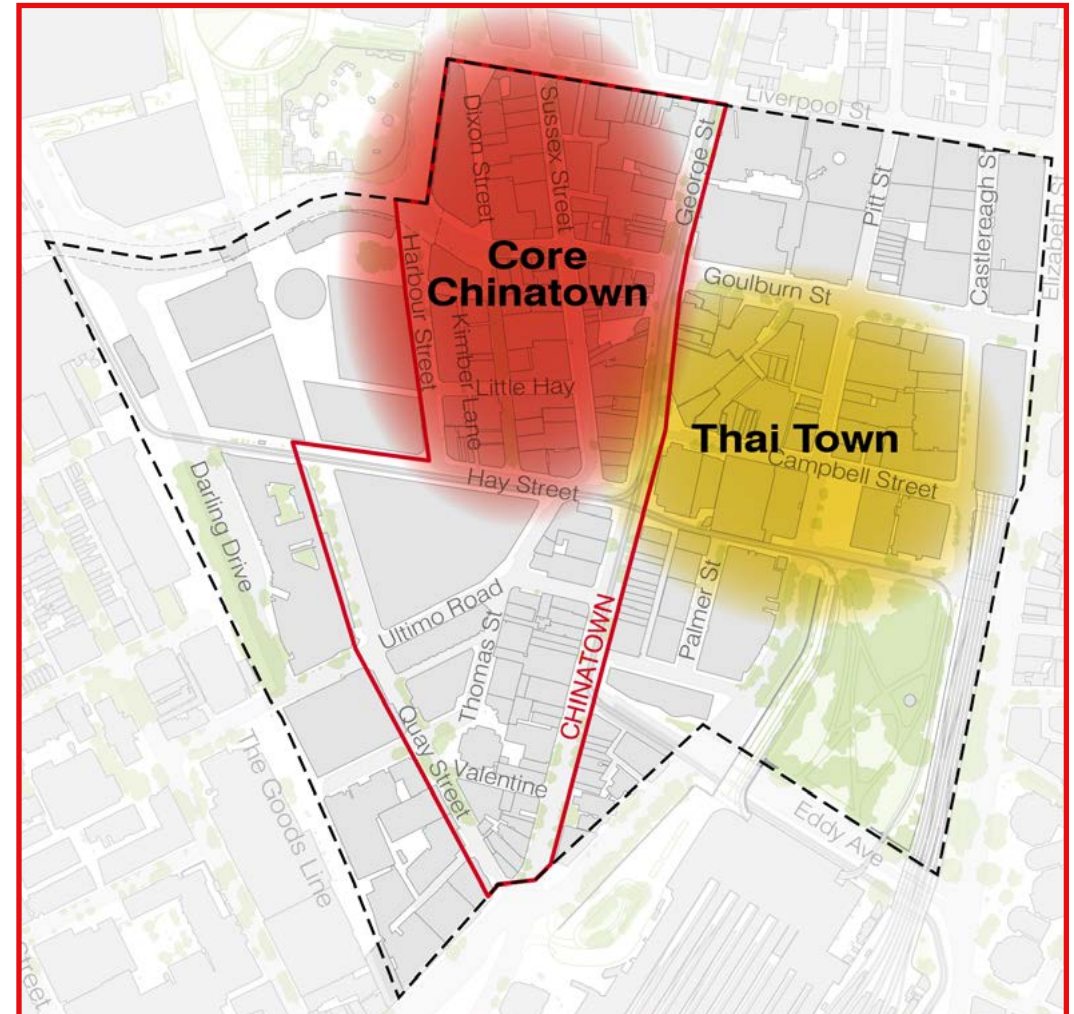 Liverpool St
Dixon Street
Sussex Street
George St
Pitt St
Castlereagh St
Elizabeth St
Core
Chinatown
Goulburn St
Harbour Street
Kimber Lane
Little Hay
Thai Town
Campbell Street
Hay Street
Darling Drive
Ultimo Road
Thomas St
CHINATOWN
Palmer St
Quay Street
Valentine
The Goods Line
Eddy Ave
Street